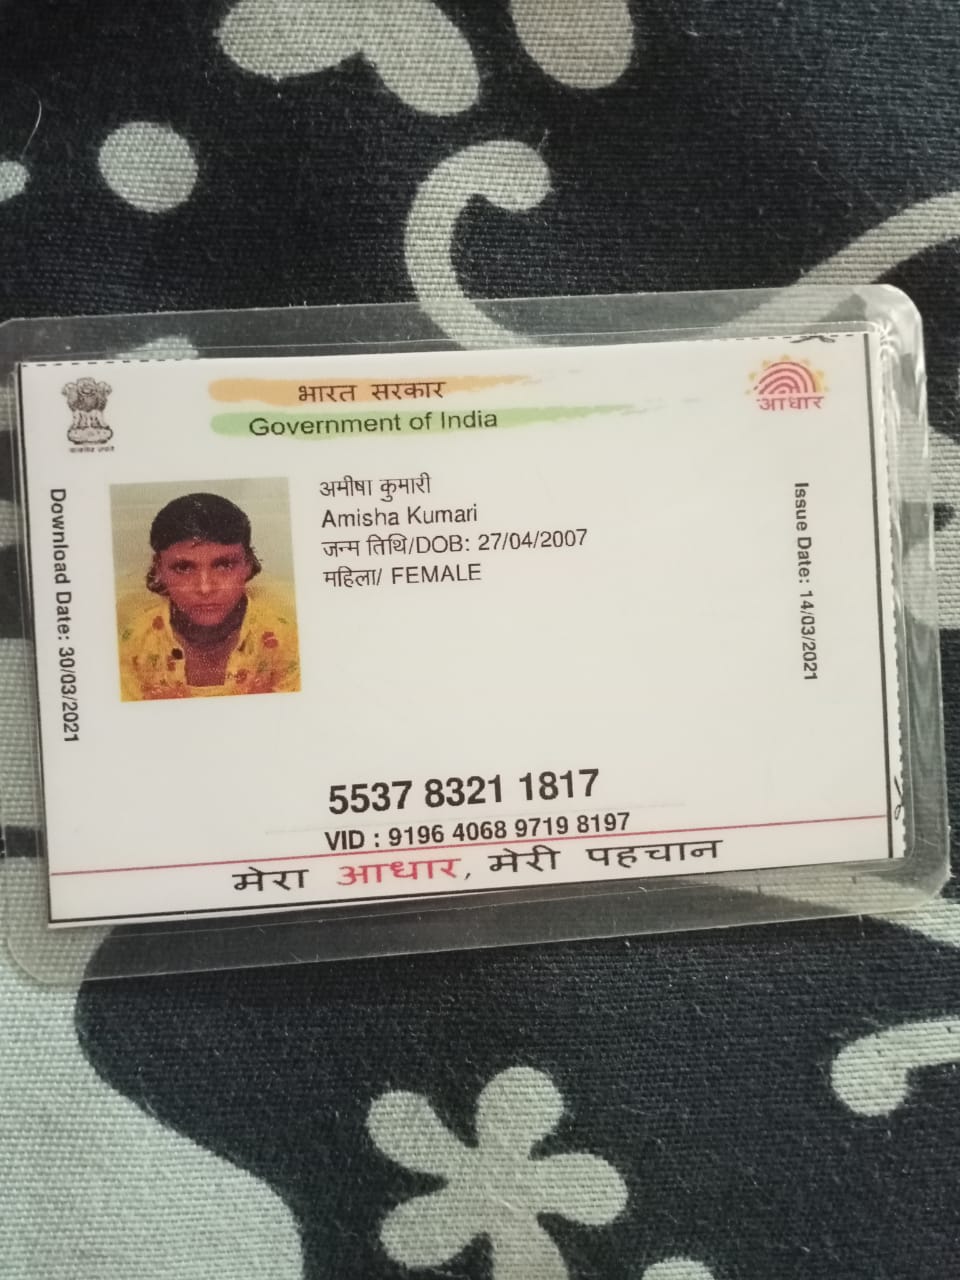 भारत सरकार
Government of India
आधार
अमीषा कुमारी
Amisha Kumari
जन्म तिथि/DOB: 27/04/2007
महिला/ FEMALE
Download Date: 30/03/2021
Issue Date: 14/03/2021
5537 8321 1817
VID : 9196 4068 9719 8197
मेरा आधार, मेरी पहचान